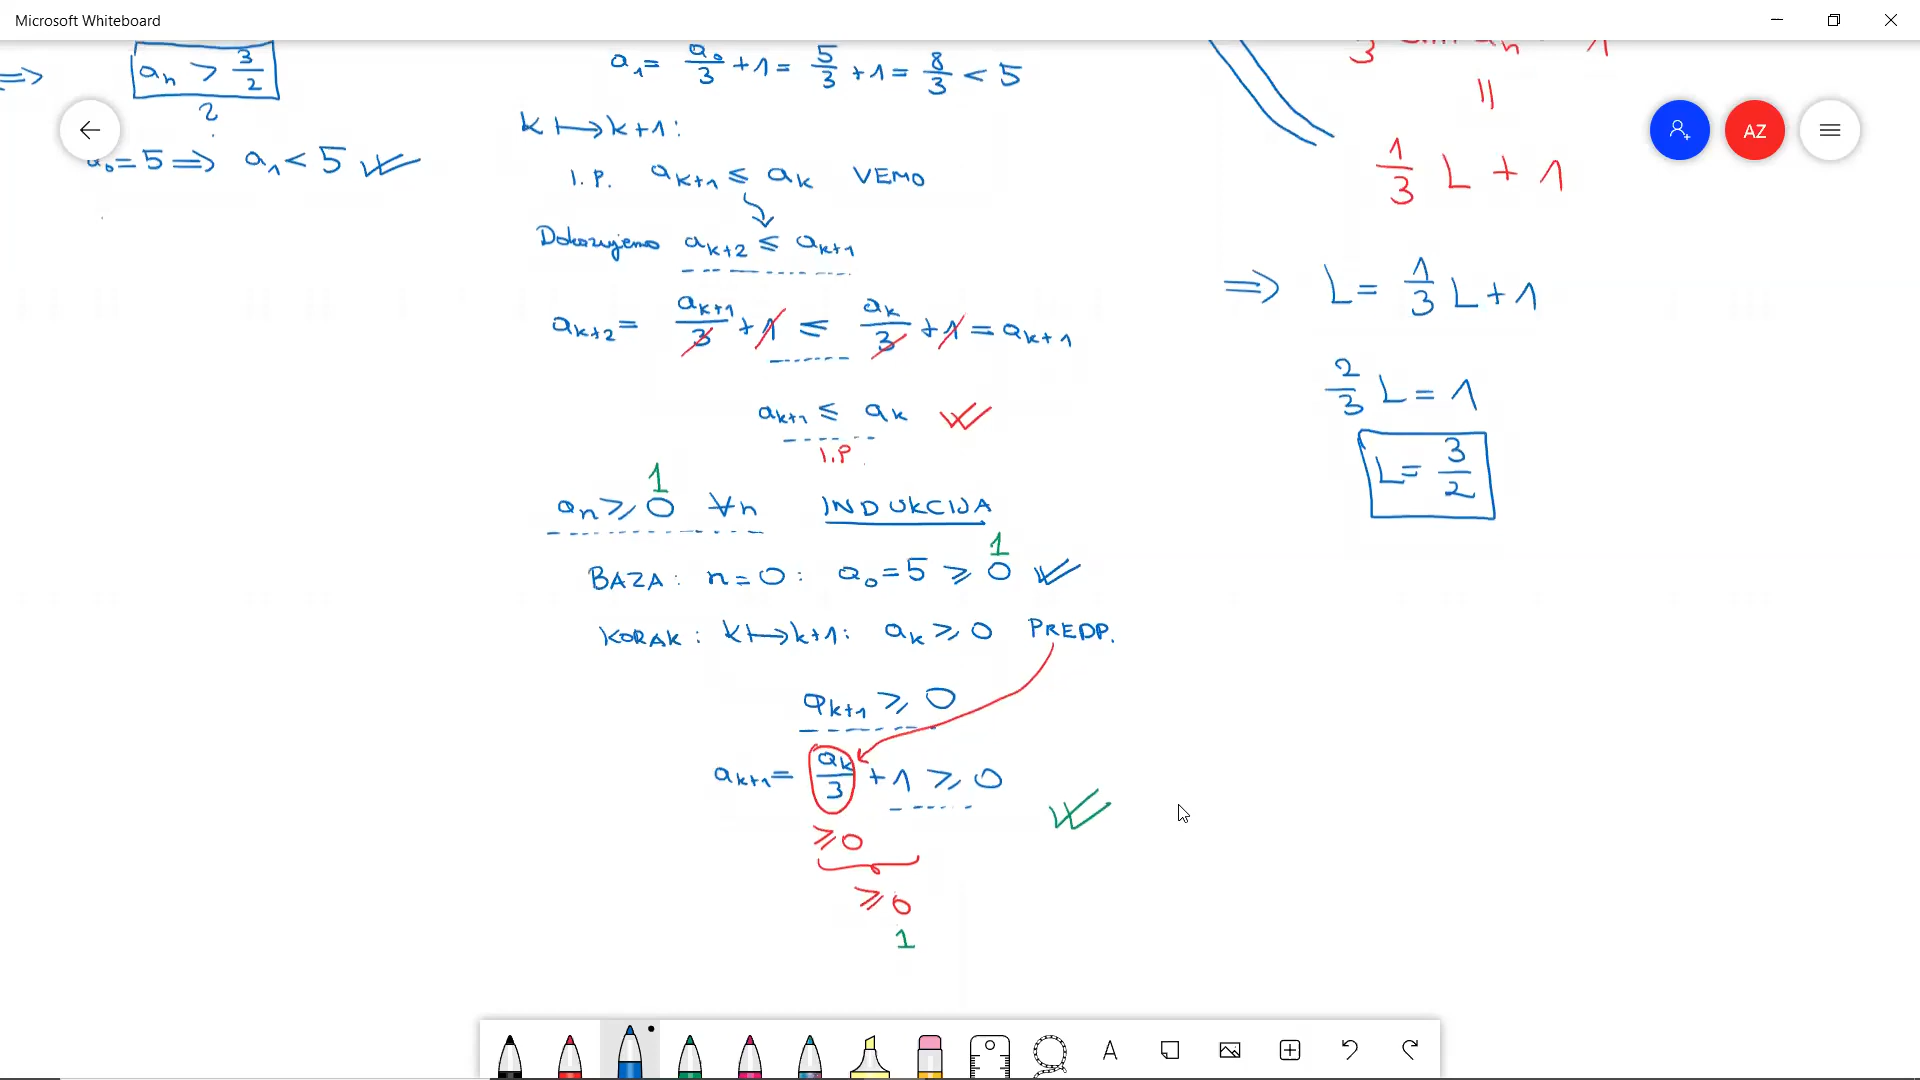 Microsoft Whiteboard
=> aₙ > 3/2
?
a₀ = 5 => a₁ < 5
a₁ = a₀/3 + 1 = 5/3 + 1 = 8/3 < 5
k ↦ k+1:
I.P. aₖ₊₁ ≤ aₖ VEMO
Dokazujemo aₖ₊₂ ≤ aₖ₊₁
aₖ₊₂ = aₖ₊₁/3 + 1 ≤ aₖ/3 + 1 = aₖ₊₁
aₖ₊₁ ≤ aₖ
I.P.
1
aₙ ≥ 0 ∀n INDUKCIJA
1
BAZA: n=0: a₀ = 5 ≥ 0
KORAK: k ↦ k+1: aₖ ≥ 0 PREDP.
aₖ₊₁ ≥ 0
aₖ₊₁ = aₖ/3 + 1 ≥ 0
≥ 0
≥ 0
1
=
1/3 L + 1
=> L = 1/3 L + 1
2/3 L = 1
L = 3/2
AZ
A